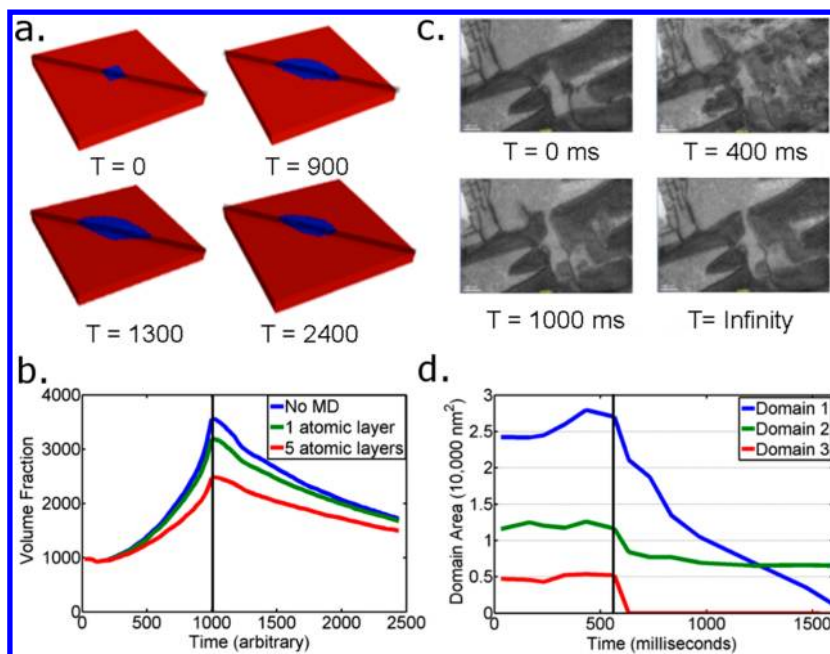 a.
T = 0
T = 900
T = 1300
T = 2400
b.
4000
3000
2000
1000
0
Volume Fraction
No MD
1 atomic layer
5 atomic layers
0 500 1000 1500 2000 2500
Time (arbitrary)
c.
T = 0 ms
T = 400 ms
T = 1000 ms
T= Infinity
d.
3
2.5
2
1.5
1
0.5
0
Domain Area (10,000 nm²)
Domain 1
Domain 2
Domain 3
0 500 1000 1500
Time (milliseconds)